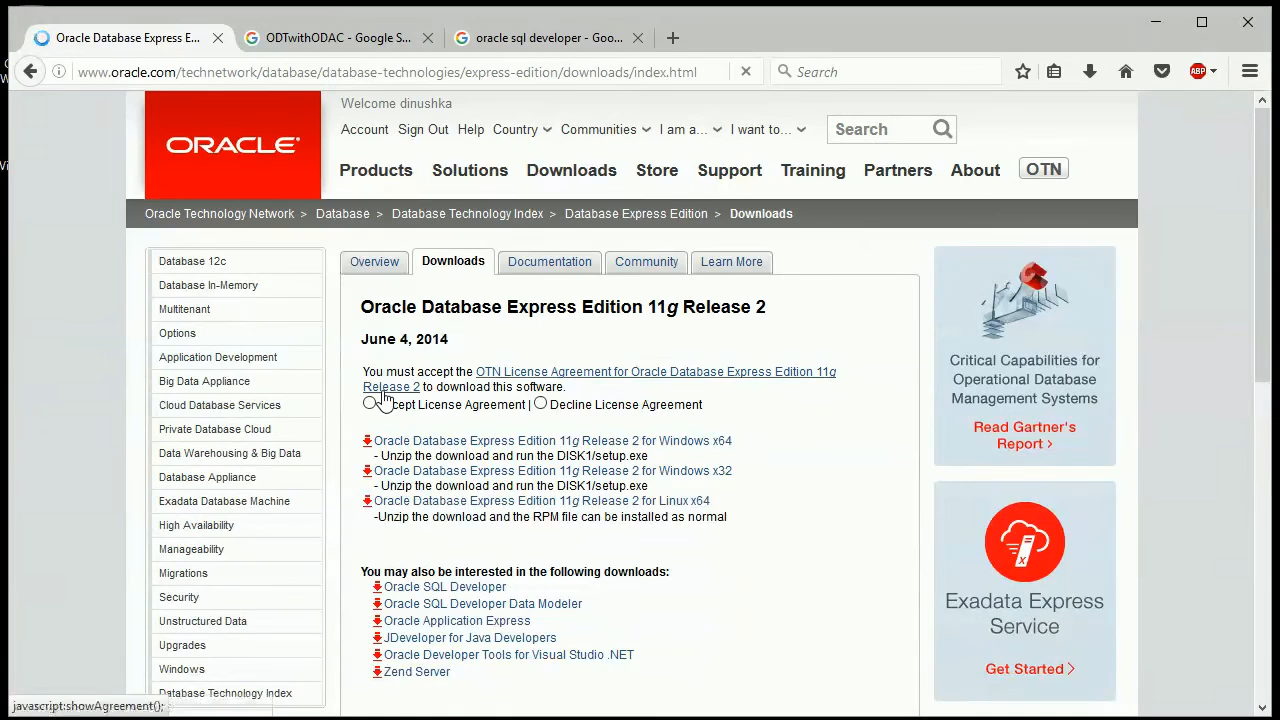 Oracle Database Express E...
ODTwithODAC - Google S...
oracle sql developer - Goo...
www.oracle.com/technetwork/database/database-technologies/express-edition/downloads/index.html
Search
ABP
Welcome dinushka
ORACLE
Account Sign Out Help Country Communities I am a... I want to...
Search
Products Solutions Downloads Store Support Training Partners About OTN
Oracle Technology Network > Database > Database Technology Index > Database Express Edition > Downloads
Database 12c
Database In-Memory
Multitenant
Options
Application Development
Big Data Appliance
Cloud Database Services
Private Database Cloud
Data Warehousing & Big Data
Database Appliance
Exadata Database Machine
High Availability
Manageability
Migrations
Security
Unstructured Data
Upgrades
Windows
Database Technology Index
Overview Downloads Documentation Community Learn More
Oracle Database Express Edition 11g Release 2
June 4, 2014
You must accept the OTN License Agreement for Oracle Database Express Edition 11g
Release 2 to download this software.
cept License Agreement | Decline License Agreement
Oracle Database Express Edition 11g Release 2 for Windows x64
- Unzip the download and run the DISK1/setup.exe
Oracle Database Express Edition 11g Release 2 for Windows x32
- Unzip the download and run the DISK1/setup.exe
Oracle Database Express Edition 11g Release 2 for Linux x64
-Unzip the download and the RPM file can be installed as normal
You may also be interested in the following downloads:
Oracle SQL Developer
Oracle SQL Developer Data Modeler
Oracle Application Express
JDeveloper for Java Developers
Oracle Developer Tools for Visual Studio .NET
Zend Server
Critical Capabilities for
Operational Database
Management Systems
Read Gartner's
Report >
X
Exadata Express
Service
Get Started >
javascript:showAgreement();